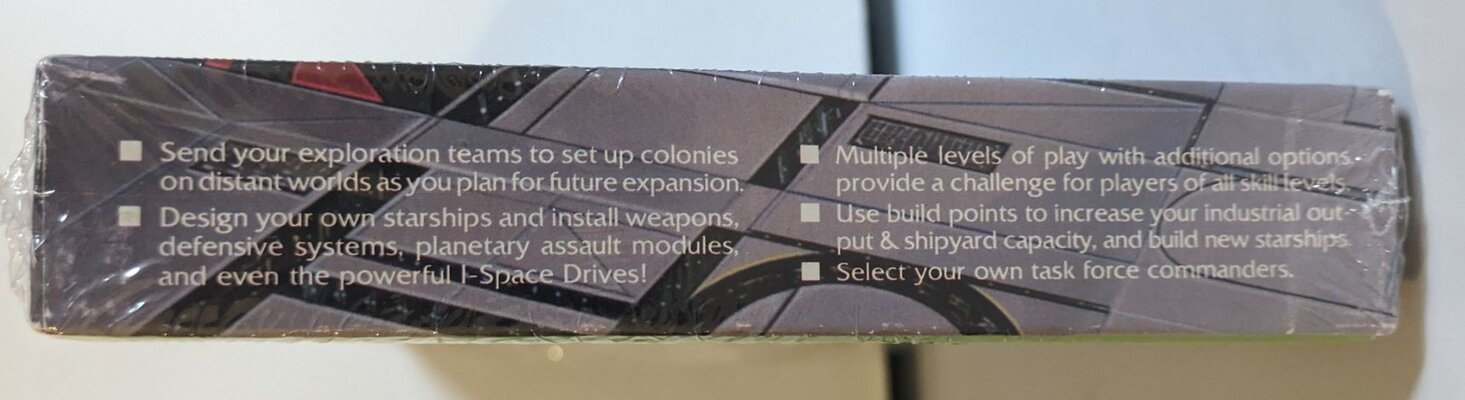 ■ Send your exploration teams to set up colonies
on distant worlds as you plan for future expansion.
■ Design your own starships and install weapons,
defensive systems, planetary assault modules,
and even the powerful I-Space Drives!
■ Multiple levels of play with additional options
provide a challenge for players of all skill levels.
■ Use build points to increase your industrial out-
put & shipyard capacity, and build new starships.
■ Select your own task force commanders.